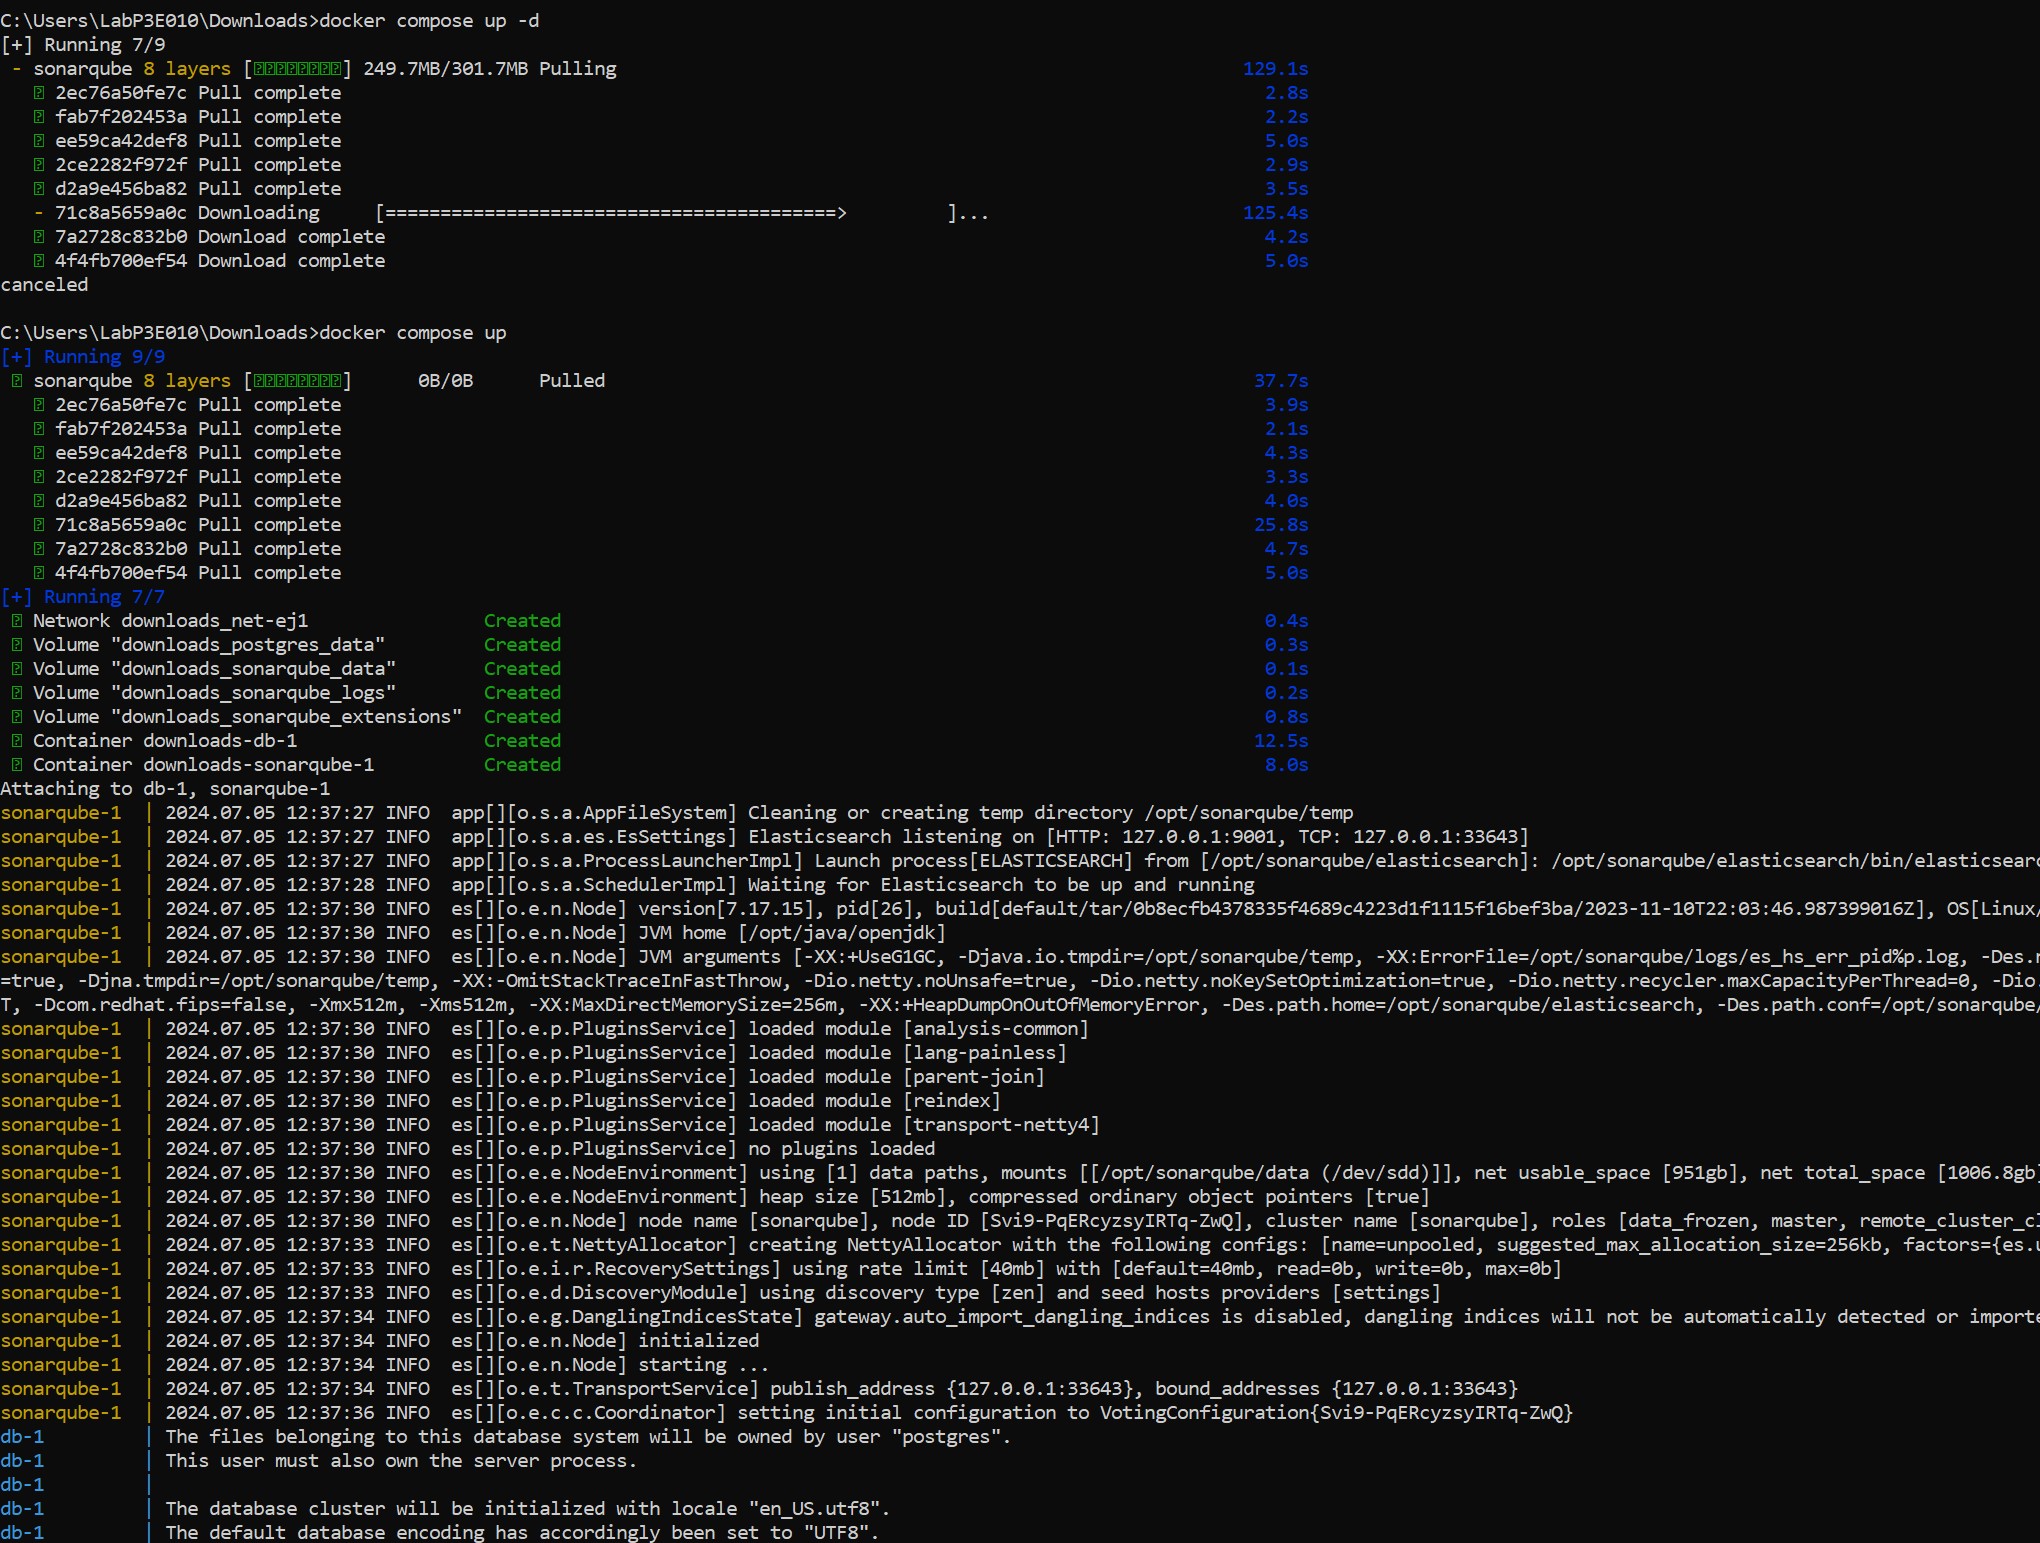 C:\Users\LabP3E010\Downloads>docker compose up -d
[+] Running 7/9
- sonarqube 8 layers [⍰⍰⍰⍰⍰⍰⍰⍰] 249.7MB/301.7MB Pulling 129.1s
⍰ 2ec76a50fe7c Pull complete 2.8s
⍰ fab7f202453a Pull complete 2.2s
⍰ ee59ca42def8 Pull complete 5.0s
⍰ 2ce2282f972f Pull complete 2.9s
⍰ d2a9e456ba82 Pull complete 3.5s
- 71c8a5659a0c Downloading [=========================================>          ]... 125.4s
⍰ 7a2728c832b0 Download complete 4.2s
⍰ 4f4fb700ef54 Download complete 5.0s
canceled
C:\Users\LabP3E010\Downloads>docker compose up
[+] Running 9/9
⍰ sonarqube 8 layers [⍰⍰⍰⍰⍰⍰⍰⍰] 0B/0B Pulled 37.7s
⍰ 2ec76a50fe7c Pull complete 3.9s
⍰ fab7f202453a Pull complete 2.1s
⍰ ee59ca42def8 Pull complete 4.3s
⍰ 2ce2282f972f Pull complete 3.3s
⍰ d2a9e456ba82 Pull complete 4.0s
⍰ 71c8a5659a0c Pull complete 25.8s
⍰ 7a2728c832b0 Pull complete 4.7s
⍰ 4f4fb700ef54 Pull complete 5.0s
[+] Running 7/7
⍰ Network downloads_net-ej1 Created 0.4s
⍰ Volume "downloads_postgres_data" Created 0.3s
⍰ Volume "downloads_sonarqube_data" Created 0.1s
⍰ Volume "downloads_sonarqube_logs" Created 0.2s
⍰ Volume "downloads_sonarqube_extensions" Created 0.8s
⍰ Container downloads-db-1 Created 12.5s
⍰ Container downloads-sonarqube-1 Created 8.0s
Attaching to db-1, sonarqube-1
sonarqube-1 | 2024.07.05 12:37:27 INFO app[][o.s.a.AppFileSystem] Cleaning or creating temp directory /opt/sonarqube/temp
sonarqube-1 | 2024.07.05 12:37:27 INFO app[][o.s.a.es.EsSettings] Elasticsearch listening on [HTTP: 127.0.0.1:9001, TCP: 127.0.0.1:33643]
sonarqube-1 | 2024.07.05 12:37:27 INFO app[][o.s.a.ProcessLauncherImpl] Launch process[ELASTICSEARCH] from [/opt/sonarqube/elasticsearch]: /opt/sonarqube/elasticsearch/bin/elasticsearc
sonarqube-1 | 2024.07.05 12:37:28 INFO app[][o.s.a.SchedulerImpl] Waiting for Elasticsearch to be up and running
sonarqube-1 | 2024.07.05 12:37:30 INFO es[][o.e.n.Node] version[7.17.15], pid[26], build[default/tar/0b8ecfb4378335f4689c4223d1f1115f16bef3ba/2023-11-10T22:03:46.987399016Z], OS[Linux/
sonarqube-1 | 2024.07.05 12:37:30 INFO es[][o.e.n.Node] JVM home [/opt/java/openjdk]
sonarqube-1 | 2024.07.05 12:37:30 INFO es[][o.e.n.Node] JVM arguments [-XX:+UseG1GC, -Djava.io.tmpdir=/opt/sonarqube/temp, -XX:ErrorFile=/opt/sonarqube/logs/es_hs_err_pid%p.log, -Des.n
=true, -Djna.tmpdir=/opt/sonarqube/temp, -XX:-OmitStackTraceInFastThrow, -Dio.netty.noUnsafe=true, -Dio.netty.noKeySetOptimization=true, -Dio.netty.recycler.maxCapacityPerThread=0, -Dio.
T, -Dcom.redhat.fips=false, -Xmx512m, -Xms512m, -XX:MaxDirectMemorySize=256m, -XX:+HeapDumpOnOutOfMemoryError, -Des.path.home=/opt/sonarqube/elasticsearch, -Des.path.conf=/opt/sonarqube/
sonarqube-1 | 2024.07.05 12:37:30 INFO es[][o.e.p.PluginsService] loaded module [analysis-common]
sonarqube-1 | 2024.07.05 12:37:30 INFO es[][o.e.p.PluginsService] loaded module [lang-painless]
sonarqube-1 | 2024.07.05 12:37:30 INFO es[][o.e.p.PluginsService] loaded module [parent-join]
sonarqube-1 | 2024.07.05 12:37:30 INFO es[][o.e.p.PluginsService] loaded module [reindex]
sonarqube-1 | 2024.07.05 12:37:30 INFO es[][o.e.p.PluginsService] loaded module [transport-netty4]
sonarqube-1 | 2024.07.05 12:37:30 INFO es[][o.e.p.PluginsService] no plugins loaded
sonarqube-1 | 2024.07.05 12:37:30 INFO es[][o.e.e.NodeEnvironment] using [1] data paths, mounts [[/opt/sonarqube/data (/dev/sdd)]], net usable_space [951gb], net total_space [1006.8gb]
sonarqube-1 | 2024.07.05 12:37:30 INFO es[][o.e.e.NodeEnvironment] heap size [512mb], compressed ordinary object pointers [true]
sonarqube-1 | 2024.07.05 12:37:30 INFO es[][o.e.n.Node] node name [sonarqube], node ID [Svi9-PqERcyzsyIRTq-ZwQ], cluster name [sonarqube], roles [data_frozen, master, remote_cluster_cl
sonarqube-1 | 2024.07.05 12:37:33 INFO es[][o.e.t.NettyAllocator] creating NettyAllocator with the following configs: [name=unpooled, suggested_max_allocation_size=256kb, factors={es.u
sonarqube-1 | 2024.07.05 12:37:33 INFO es[][o.e.i.r.RecoverySettings] using rate limit [40mb] with [default=40mb, read=0b, write=0b, max=0b]
sonarqube-1 | 2024.07.05 12:37:33 INFO es[][o.e.d.DiscoveryModule] using discovery type [zen] and seed hosts providers [settings]
sonarqube-1 | 2024.07.05 12:37:34 INFO es[][o.e.g.DanglingIndicesState] gateway.auto_import_dangling_indices is disabled, dangling indices will not be automatically detected or importe
sonarqube-1 | 2024.07.05 12:37:34 INFO es[][o.e.n.Node] initialized
sonarqube-1 | 2024.07.05 12:37:34 INFO es[][o.e.n.Node] starting ...
sonarqube-1 | 2024.07.05 12:37:34 INFO es[][o.e.t.TransportService] publish_address {127.0.0.1:33643}, bound_addresses {127.0.0.1:33643}
sonarqube-1 | 2024.07.05 12:37:36 INFO es[][o.e.c.c.Coordinator] setting initial configuration to VotingConfiguration{Svi9-PqERcyzsyIRTq-ZwQ}
db-1 | The files belonging to this database system will be owned by user "postgres".
db-1 | This user must also own the server process.
db-1 |
db-1 | The database cluster will be initialized with locale "en_US.utf8".
db-1 | The default database encoding has accordingly been set to "UTF8".